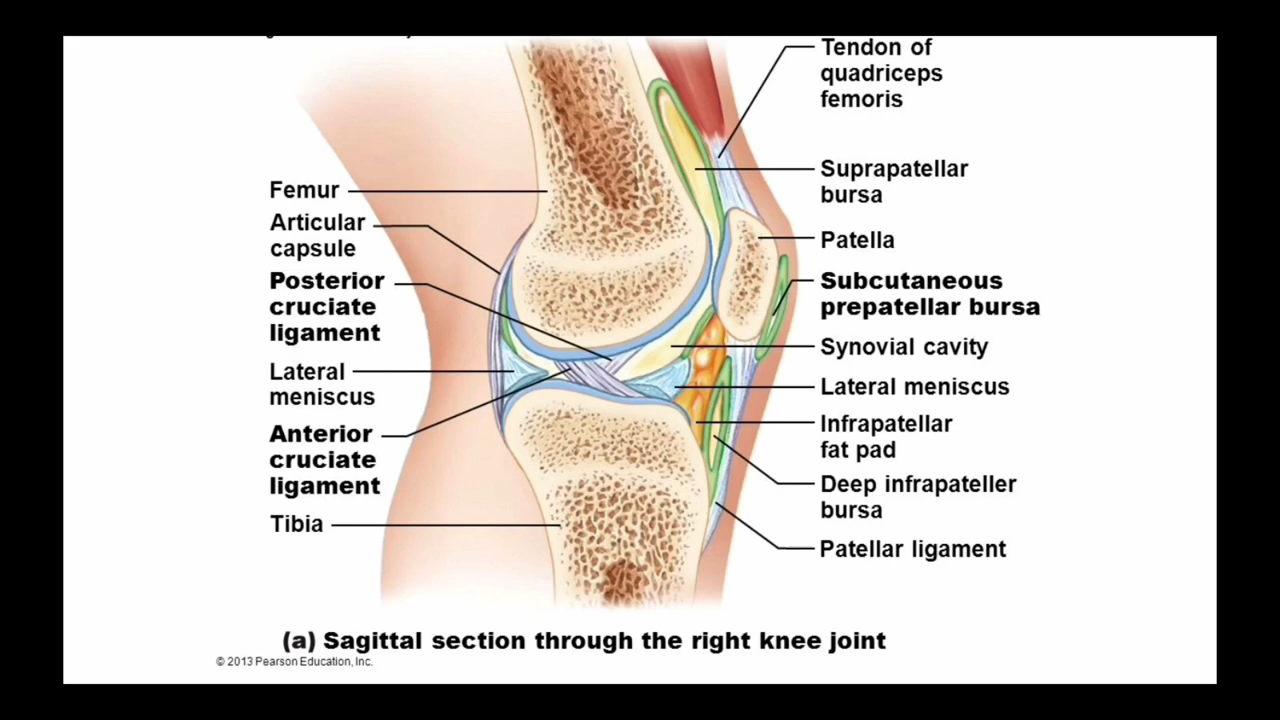 Femur
Articular
capsule
Posterior
cruciate
ligament
Lateral
meniscus
Anterior
cruciate
ligament
Tibia
Tendon of
quadriceps
femoris
Suprapatellar
bursa
Patella
Subcutaneous
prepatellar bursa
Synovial cavity
Lateral meniscus
Infrapatellar
fat pad
Deep infrapateller
bursa
Patellar ligament
(a) Sagittal section through the right knee joint
© 2013 Pearson Education, Inc.